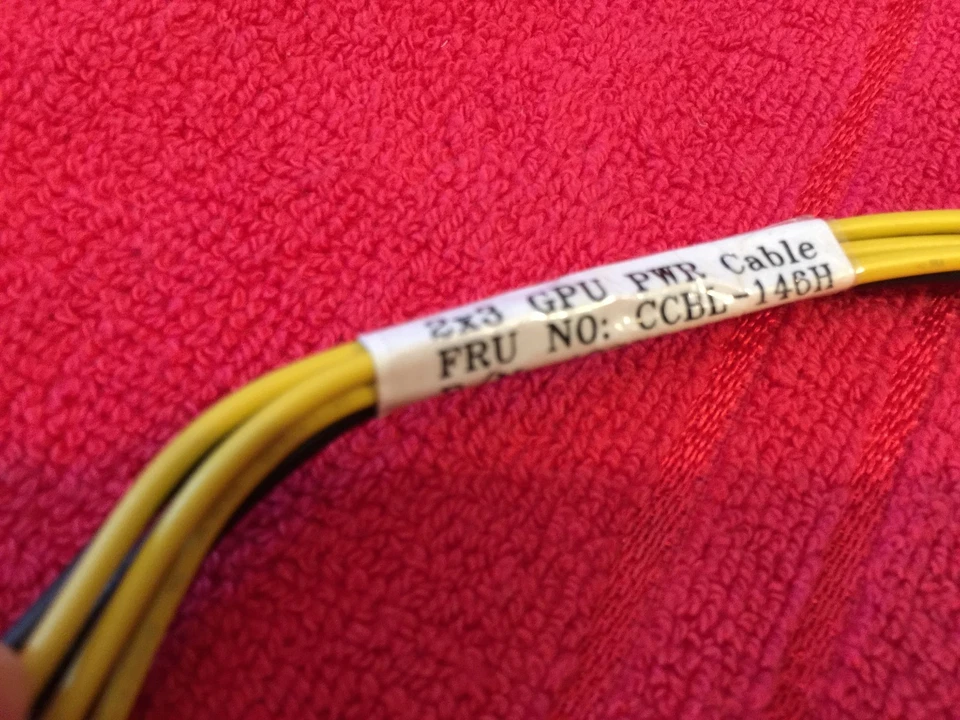 2x3 GPU PWR Cable
FRU NO: CCBL-146H